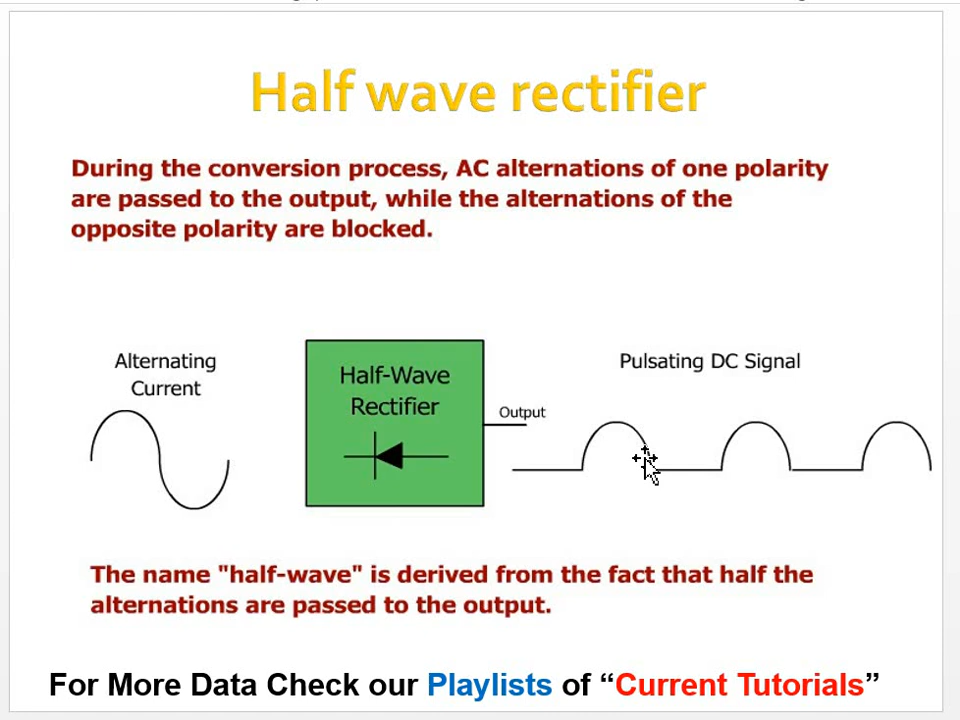 Half wave rectifier
During the conversion process, AC alternations of one polarity
are passed to the output, while the alternations of the
opposite polarity are blocked.
Alternating
Current
Half-Wave
Rectifier
Output
Pulsating DC Signal
The name "half-wave" is derived from the fact that half the
alternations are passed to the output.
For More Data Check our Playlists of “Current Tutorials”